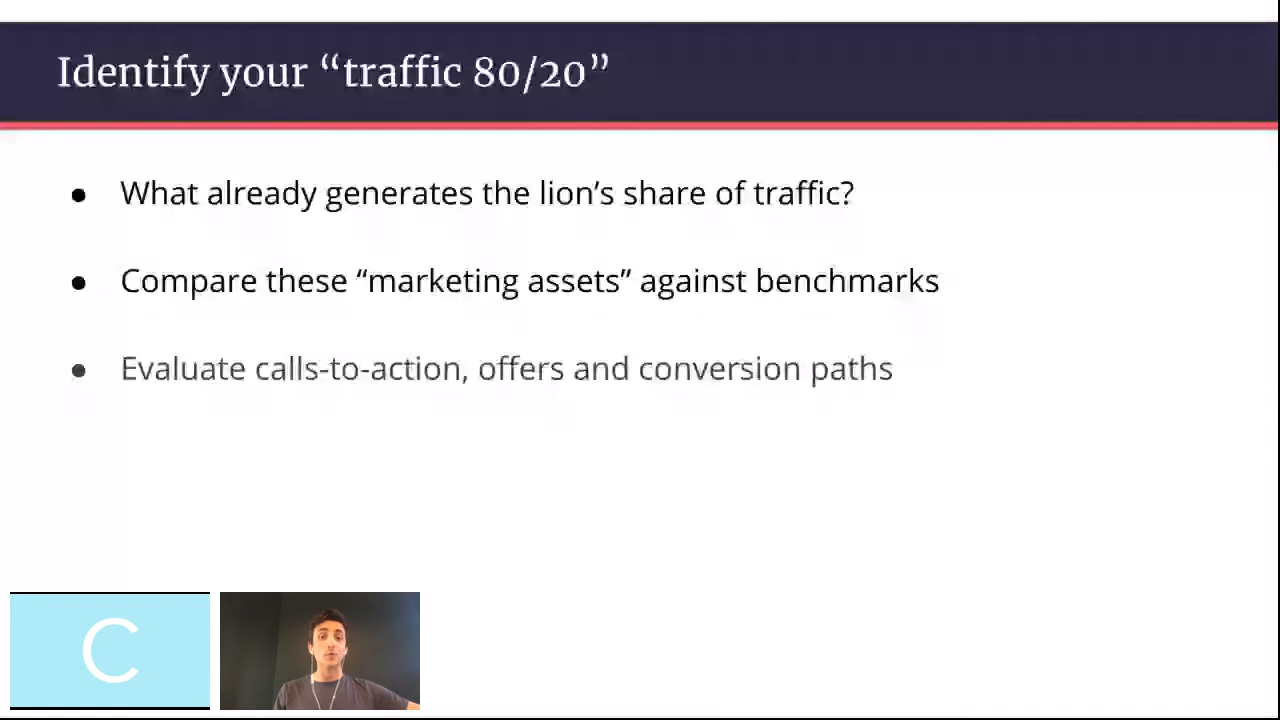 Identify your “traffic 80/20”
● What already generates the lion’s share of traffic?
● Compare these “marketing assets” against benchmarks
● Evaluate calls-to-action, offers and conversion paths
C